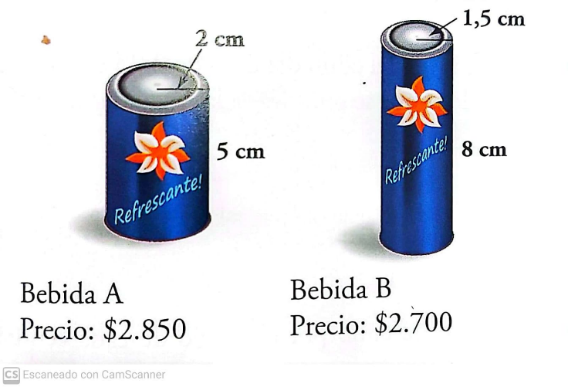 2 cm
1,5 cm
5 cm
8 cm
Refrescante!
Refrescante!
Bebida A
Precio: $2.850
Bebida B
Precio: $2.700
CS Escaneado con CamScanner